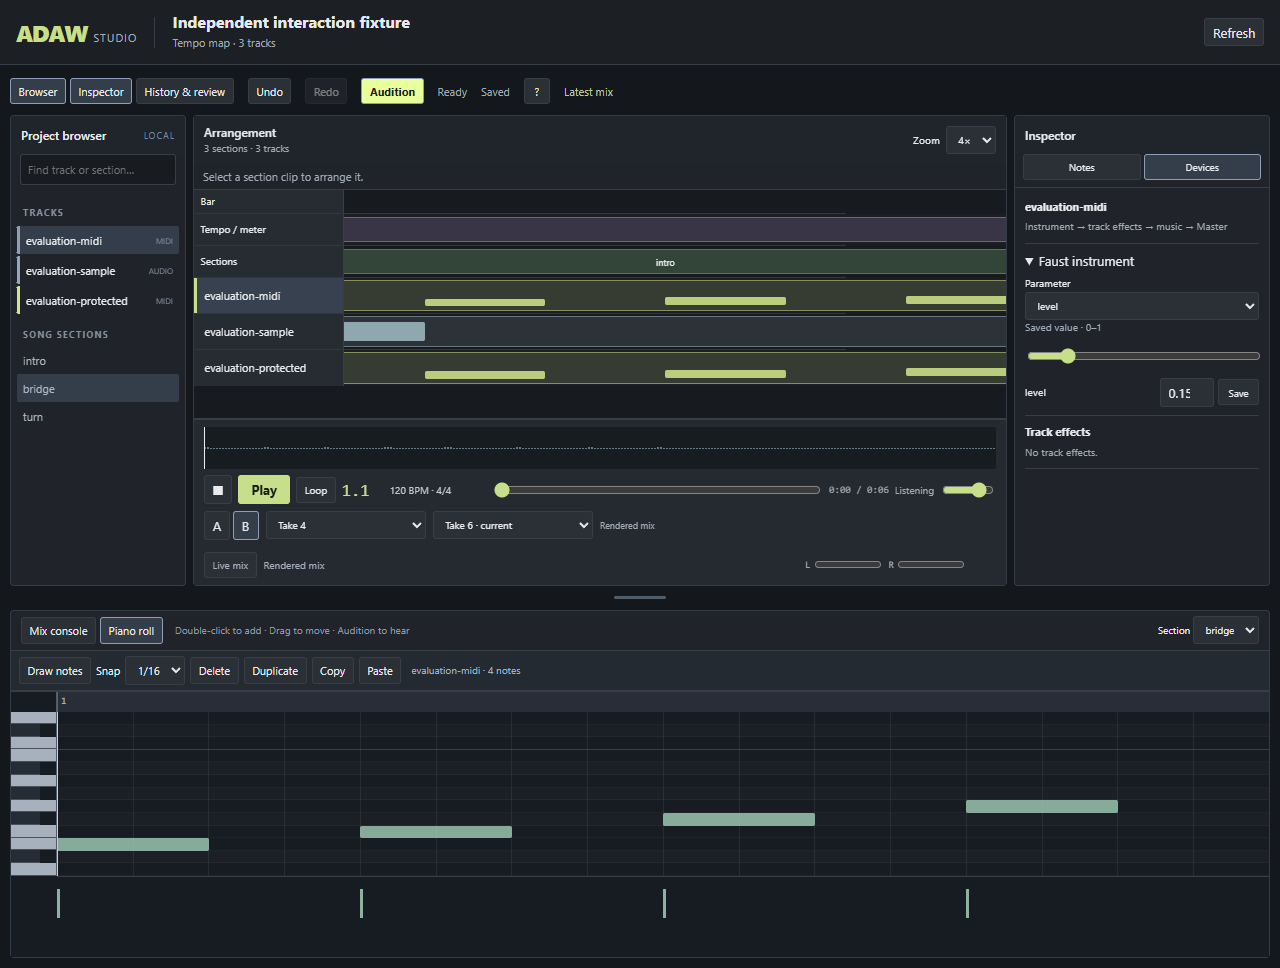 ADAW STUDIO
Independent interaction fixture
Tempo map · 3 tracks
Refresh
Browser
Inspector
History & review
Undo
Redo
Audition
Ready
Saved
?
Latest mix
Project browser
LOCAL
Find track or section...
TRACKS
evaluation-midi MIDI
evaluation-sample AUDIO
evaluation-protected MIDI
SONG SECTIONS
intro
bridge
turn
Arrangement
3 sections · 3 tracks
Zoom 4×
Select a section clip to arrange it.
Bar
Tempo / meter
Sections
intro
evaluation-midi
evaluation-sample
evaluation-protected
Play
Loop
1.1
120 BPM · 4/4
0:00 / 0:06
Listening
A
B
Take 4
Take 6 · current
Rendered mix
Live mix
Rendered mix
L
R
Inspector
Notes
Devices
evaluation-midi
Instrument → track effects → music → Master
▼ Faust instrument
Parameter
level
Saved value · 0–1
level
0.15
Save
Track effects
No track effects.
Mix console
Piano roll
Double-click to add · Drag to move · Audition to hear
Section bridge
Draw notes
Snap 1/16
Delete
Duplicate
Copy
Paste
evaluation-midi · 4 notes
1